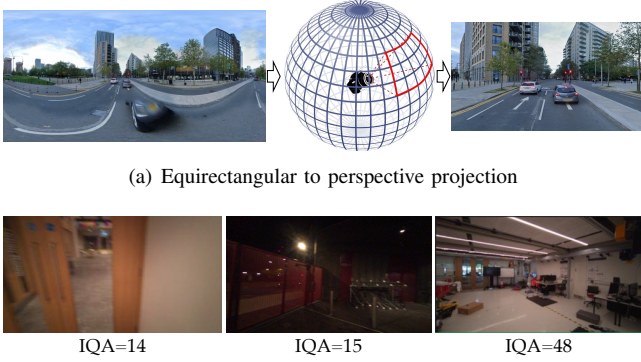 (a) Equirectangular to perspective projection
IQA=14
IQA=15
IQA=48